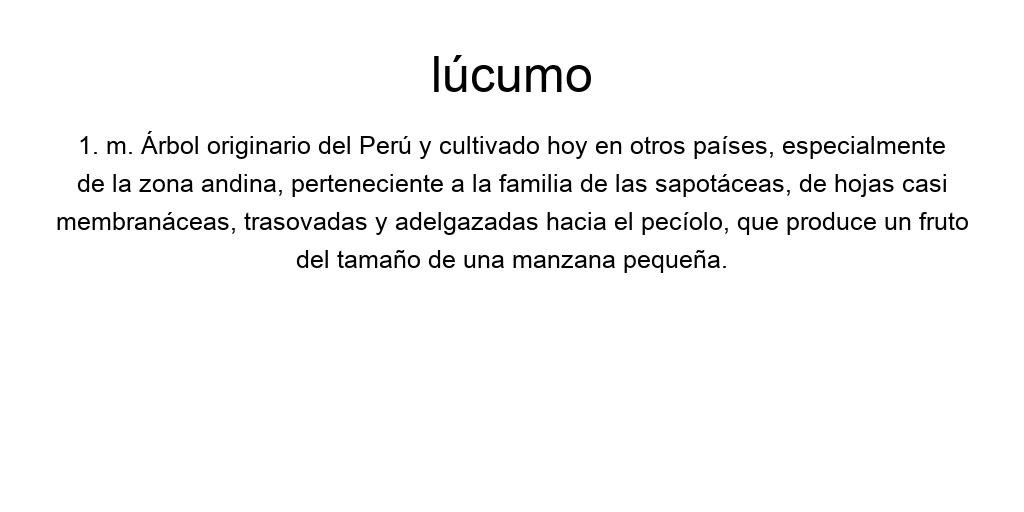 lúcumo
1. m. Árbol originario del Perú y cultivado hoy en otros países, especialmente
de la zona andina, perteneciente a la familia de las sapotáceas, de hojas casi
membranáceas, trasovadas y adelgazadas hacia el pecíolo, que produce un fruto
del tamaño de una manzana pequeña.